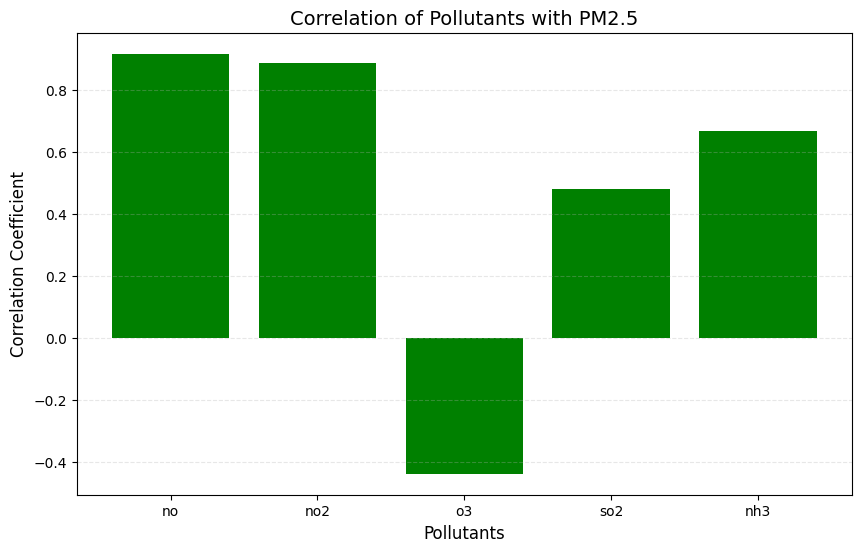 Correlation of Pollutants with PM2.5
Correlation Coefficient
0.8
0.6
0.4
0.2
0.0
−0.2
−0.4
no no2 o3 so2 nh3
Pollutants